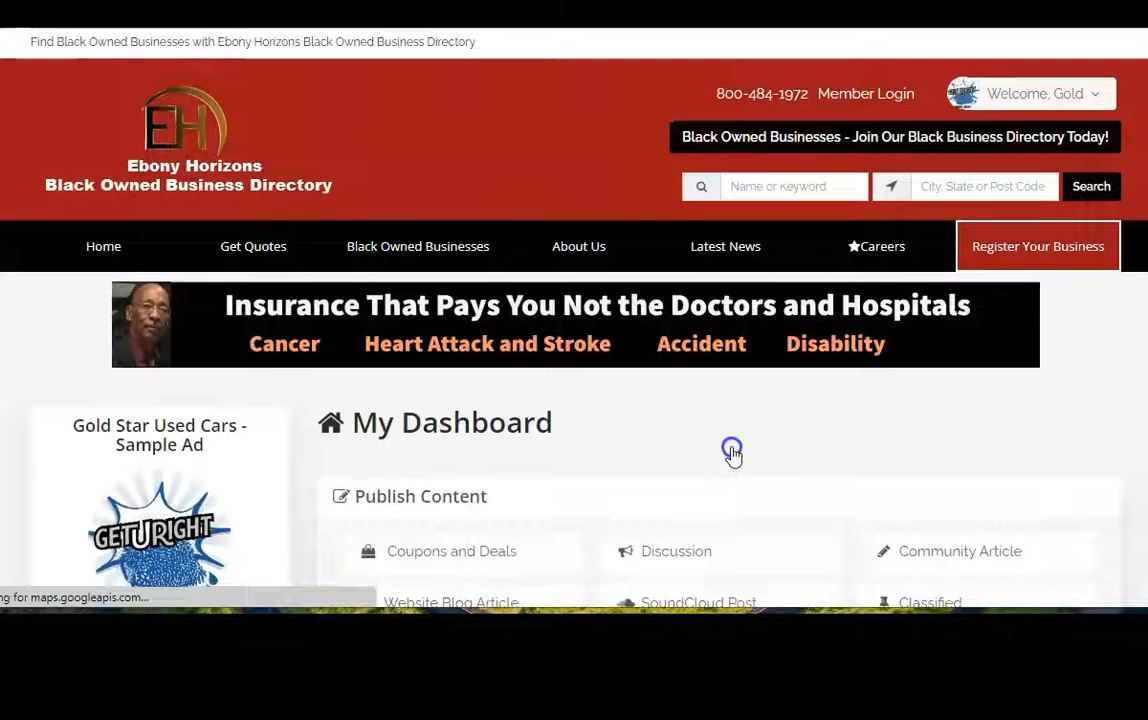 Find Black Owned Businesses with Ebony Horizons Black Owned Business Directory
800-484-1972 Member Login Welcome, Gold
EH
Ebony Horizons
Black Owned Business Directory
Black Owned Businesses - Join Our Black Business Directory Today!
Name or Keyword City, State or Post Code Search
Home Get Quotes Black Owned Businesses About Us Latest News Careers Register Your Business
Insurance That Pays You Not the Doctors and Hospitals
Cancer Heart Attack and Stroke Accident Disability
Gold Star Used Cars -
Sample Ad
GETURIGHT
My Dashboard
Publish Content
Coupons and Deals Discussion Community Article
Website Blog Article SoundCloud Post Classified
ng for maps.googleapis.com...